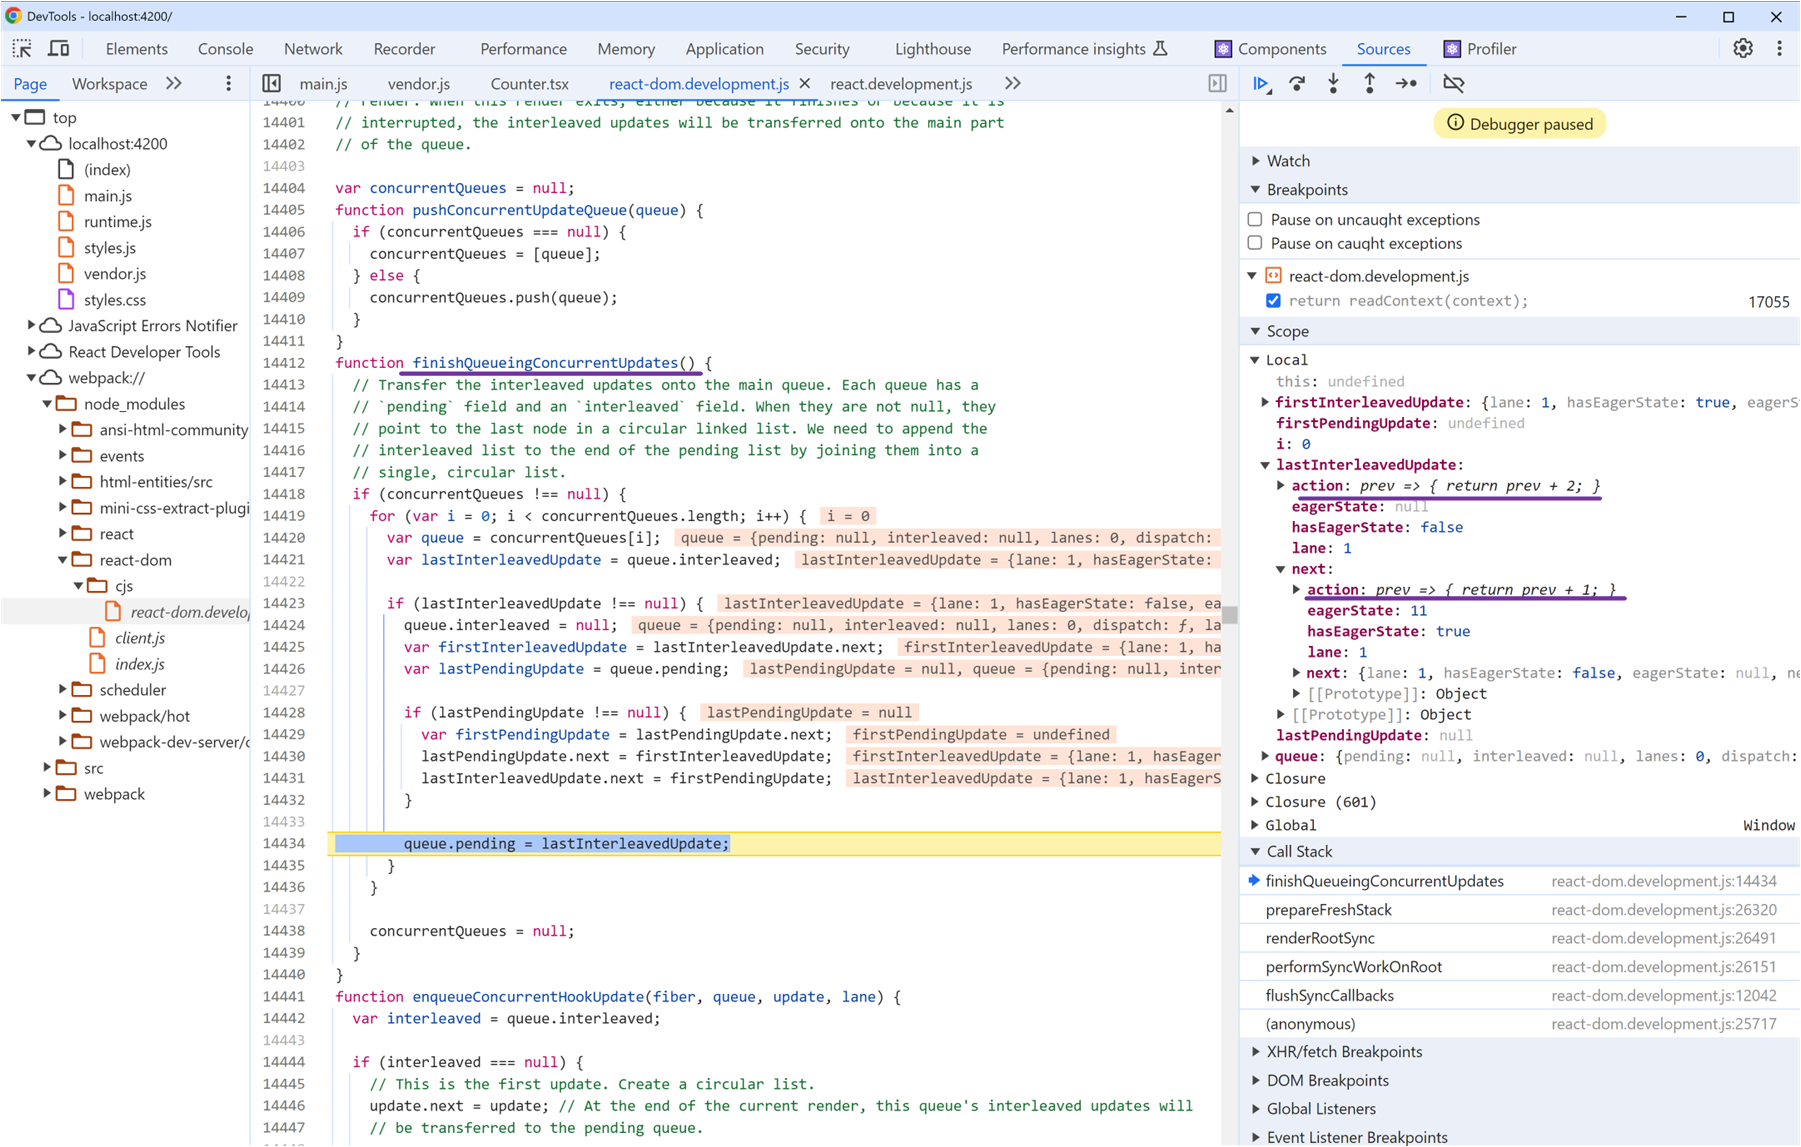 DevTools - localhost:4200/
Elements Console Network Recorder Performance Memory Application Security Lighthouse Performance insights Components Sources Profiler
Page Workspace
main.js vendor.js Counter.tsx react-dom.development.js react.development.js
top
localhost:4200
(index)
main.js
runtime.js
styles.js
vendor.js
styles.css
JavaScript Errors Notifier
React Developer Tools
webpack://
node_modules
ansi-html-community
events
html-entities/src
mini-css-extract-plugi
react
react-dom
cjs
react-dom.develo
client.js
index.js
scheduler
webpack/hot
webpack-dev-server/c
src
webpack
14400 // render. When this render exits, either because it finishes or because it is
14401 // interrupted, the interleaved updates will be transferred onto the main part
14402 // of the queue.
14403
14404 var concurrentQueues = null;
14405 function pushConcurrentUpdateQueue(queue) {
14406 if (concurrentQueues === null) {
14407 concurrentQueues = [queue];
14408 } else {
14409 concurrentQueues.push(queue);
14410 }
14411 }
14412 function finishQueueingConcurrentUpdates() {
14413 // Transfer the interleaved updates onto the main queue. Each queue has a
14414 // `pending` field and an `interleaved` field. When they are not null, they
14415 // point to the last node in a circular linked list. We need to append the
14416 // interleaved list to the end of the pending list by joining them into a
14417 // single, circular list.
14418 if (concurrentQueues !== null) {
14419 for (var i = 0; i < concurrentQueues.length; i++) { i = 0
14420 var queue = concurrentQueues[i]; queue = {pending: null, interleaved: null, lanes: 0, dispatch:
14421 var lastInterleavedUpdate = queue.interleaved; lastInterleavedUpdate = {lane: 1, hasEagerState:
14422
14423 if (lastInterleavedUpdate !== null) { lastInterleavedUpdate = {lane: 1, hasEagerState: false, ea
14424 queue.interleaved = null; queue = {pending: null, interleaved: null, lanes: 0, dispatch: ƒ, la
14425 var firstInterleavedUpdate = lastInterleavedUpdate.next; firstInterleavedUpdate = {lane: 1, ha
14426 var lastPendingUpdate = queue.pending; lastPendingUpdate = null, queue = {pending: null, inter
14427
14428 if (lastPendingUpdate !== null) { lastPendingUpdate = null
14429 var firstPendingUpdate = lastPendingUpdate.next; firstPendingUpdate = undefined
14430 lastPendingUpdate.next = firstInterleavedUpdate; firstInterleavedUpdate = {lane: 1, hasEager
14431 lastInterleavedUpdate.next = firstPendingUpdate; lastInterleavedUpdate = {lane: 1, hasEagerS
14432 }
14433
14434 queue.pending = lastInterleavedUpdate;
14435 }
14436 }
14437
14438 concurrentQueues = null;
14439 }
14440 }
14441 function enqueueConcurrentHookUpdate(fiber, queue, update, lane) {
14442 var interleaved = queue.interleaved;
14443
14444 if (interleaved === null) {
14445 // This is the first update. Create a circular list.
14446 update.next = update; // At the end of the current render, this queue's interleaved updates will
14447 // be transferred to the pending queue.
Debugger paused
Watch
Breakpoints
Pause on uncaught exceptions
Pause on caught exceptions
react-dom.development.js
return readContext(context); 17055
Scope
Local
this: undefined
firstInterleavedUpdate: {lane: 1, hasEagerState: true, eagerS
firstPendingUpdate: undefined
i: 0
lastInterleavedUpdate:
action: prev => { return prev + 2; }
eagerState: null
hasEagerState: false
lane: 1
next:
action: prev => { return prev + 1; }
eagerState: 11
hasEagerState: true
lane: 1
next: {lane: 1, hasEagerState: false, eagerState: null, ne
[[Prototype]]: Object
[[Prototype]]: Object
lastPendingUpdate: null
queue: {pending: null, interleaved: null, lanes: 0, dispatch:
Closure
Closure (601)
Global Window
Call Stack
finishQueueingConcurrentUpdates react-dom.development.js:14434
prepareFreshStack react-dom.development.js:26320
renderRootSync react-dom.development.js:26491
performSyncWorkOnRoot react-dom.development.js:26151
flushSyncCallbacks react-dom.development.js:12042
(anonymous) react-dom.development.js:25717
XHR/fetch Breakpoints
DOM Breakpoints
Global Listeners
Event Listener Breakpoints